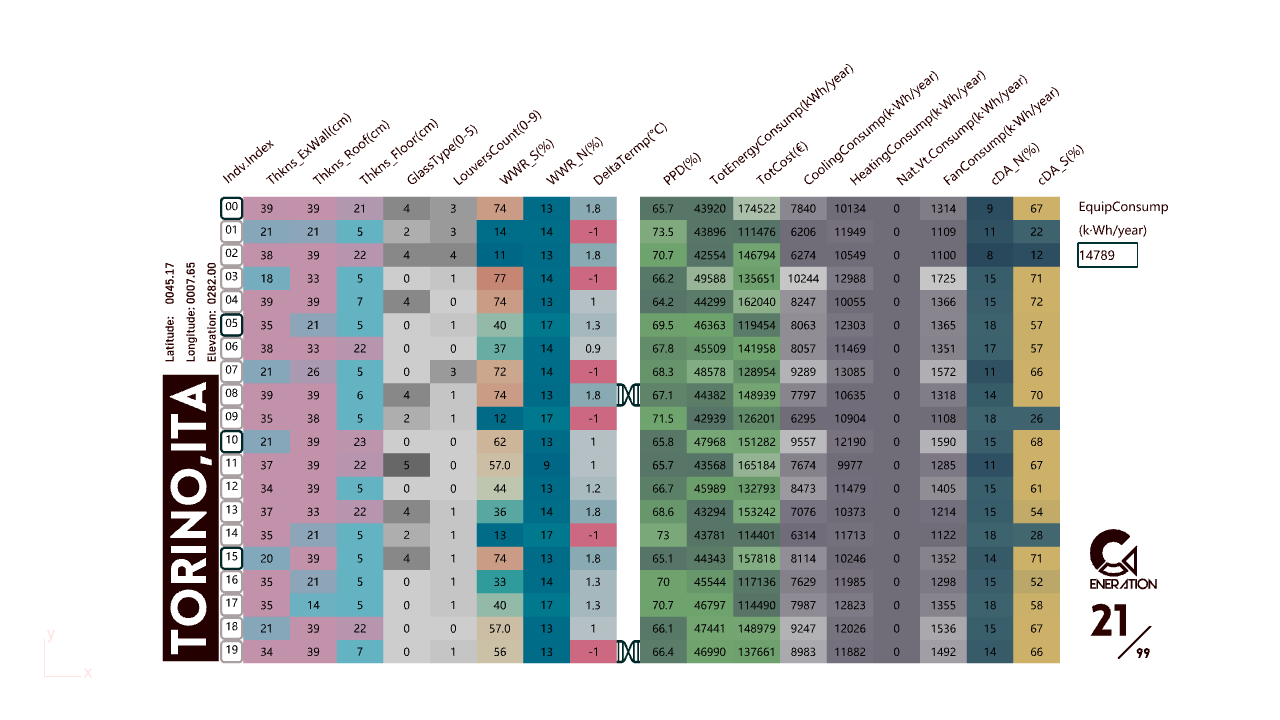 Indv.Index Thkns_ExWall(cm) Thkns_Roof(cm) Thkns_Floor(cm) GlassType(0-5) LouversCount(0-9) WWR_S(%) WWR_N(%) DeltaTermp(°C) PPD(%) TotEnergyConsump(kWh/year) TotCost(€) CoolingConsump(k·Wh/year) HeatingConsump(k·Wh/year) Nat.Vt.Consump(k·Wh/year) FanConsump(k·Wh/year) cDA_N(%) cDA_S(%)
00 39 39 21 4 3 74 13 1.8 65.7 43920 174522 7840 10134 0 1314 9 67
01 21 21 5 2 3 14 14 -1 73.5 43896 111476 6206 11949 0 1109 11 22
02 38 39 22 4 4 11 13 1.8 70.7 42554 146794 6274 10549 0 1100 8 12
03 18 33 5 0 1 77 14 -1 66.2 49588 135651 10244 12988 0 1725 15 71
04 39 39 7 4 0 74 13 1 64.2 44299 162040 8247 10055 0 1366 15 72
05 35 21 5 0 1 40 17 1.3 69.5 46363 119454 8063 12303 0 1365 18 57
06 38 33 22 0 0 37 14 0.9 67.8 45509 141958 8057 11469 0 1351 17 57
07 21 26 5 0 3 72 14 -1 68.3 48578 128954 9289 13085 0 1572 11 66
08 39 39 6 4 1 74 13 1.8 67.1 44382 148939 7797 10635 0 1318 14 70
09 35 38 5 2 1 12 17 -1 71.5 42939 126201 6295 10904 0 1108 18 26
10 21 39 23 0 0 62 13 1 65.8 47968 151282 9557 12190 0 1590 15 68
11 37 39 22 5 0 57.0 9 1 65.7 43568 165184 7674 9977 0 1285 11 67
12 34 39 5 0 0 44 13 1.2 66.7 45989 132793 8473 11479 0 1405 15 61
13 37 33 22 4 1 36 14 1.8 68.6 43294 153242 7076 10373 0 1214 15 54
14 35 21 5 2 1 13 17 -1 73 43781 114401 6314 11713 0 1122 18 28
15 20 39 5 4 1 74 13 1.8 65.1 44343 157818 8114 10246 0 1352 14 71
16 35 21 5 0 1 33 14 1.3 70 45544 117136 7629 11985 0 1298 15 52
17 35 14 5 0 1 40 17 1.3 70.7 46797 114490 7987 12823 0 1355 18 58
18 21 39 22 0 0 57.0 13 1 66.1 47441 148979 9247 12026 0 1536 15 67
19 34 39 7 0 1 56 13 -1 66.4 46990 137661 8983 11882 0 1492 14 66
EquipConsump
(k·Wh/year)
14789
Latitude: 0045.17
Longitude: 0007.65
Elevation: 0282.00
TORINO,ITA
GENERATION
21/99
y
x